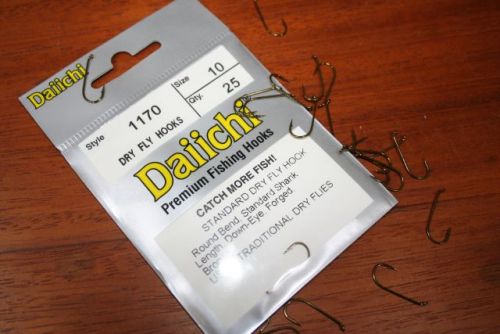 Daiichi
Style
1170
Size
10
DRY FLY HOOKS
Qty.
25
Daiichi
Premium Fishing Hooks
CATCH MORE FISH!
STANDARD DRY FLY HOOK
Round Bend, Standard Shank
Length, Down-Eye Forged
TRADITIONAL DRY FLIES